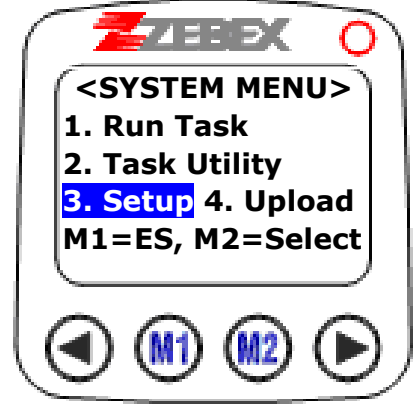 ZEBEX
<SYSTEM MENU>
1. Run Task
2. Task Utility
3. Setup 4. Upload
M1=ES, M2=Select
M1 M2